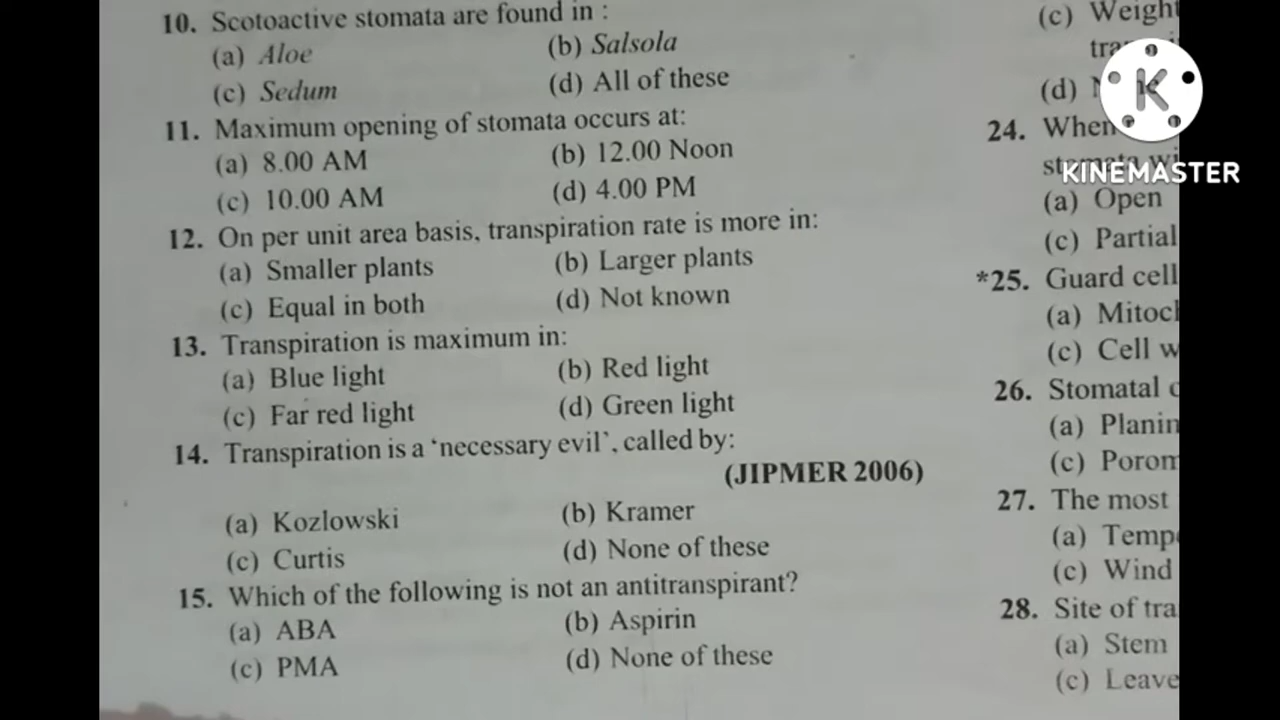 10. Scotoactive stomata are found in :
(a) Aloe (b) Salsola
(c) Sedum (d) All of these
11. Maximum opening of stomata occurs at:
(a) 8.00 AM (b) 12.00 Noon
(c) 10.00 AM (d) 4.00 PM
12. On per unit area basis, transpiration rate is more in:
(a) Smaller plants (b) Larger plants
(c) Equal in both (d) Not known
13. Transpiration is maximum in:
(a) Blue light (b) Red light
(c) Far red light (d) Green light
14. Transpiration is a ‘necessary evil’, called by:
(JIPMER 2006)
(a) Kozlowski (b) Kramer
(c) Curtis (d) None of these
15. Which of the following is not an antitranspirant?
(a) ABA (b) Aspirin
(c) PMA (d) None of these
(c) Weight
(d)
24. When
(a) Open
(c) Partial
*25. Guard cell
(a)
(c) Cell
26. Stomatal
(a)
(c)
27. The most
(a)
(c) Wind
28. Site of
(a) Stem
(c) Leave
K
KINEMASTER